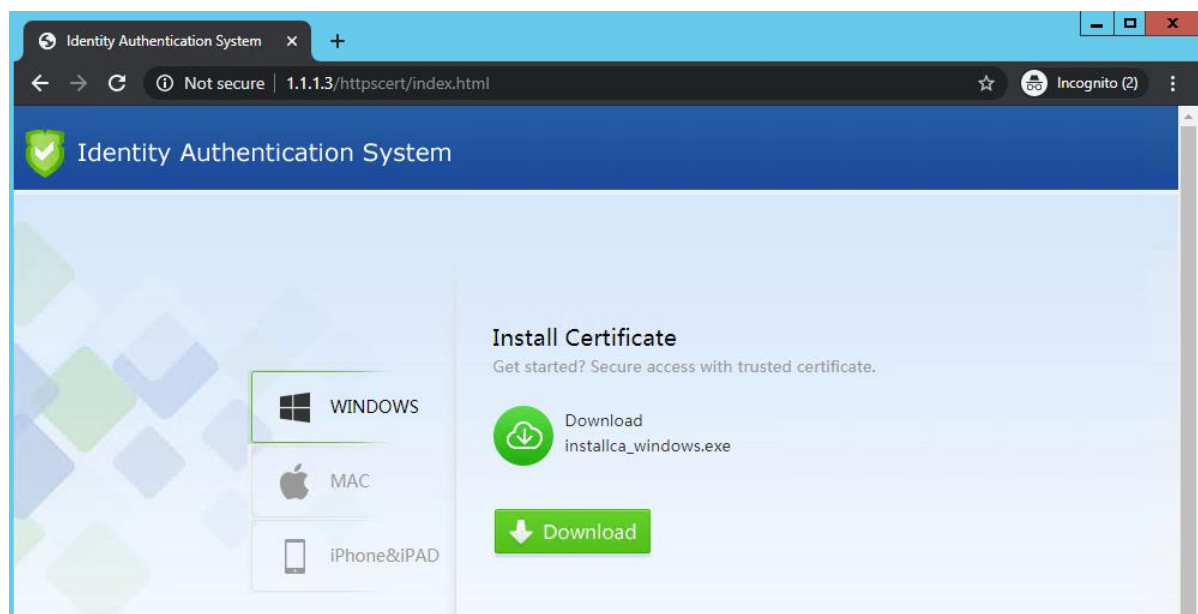 Identity Authentication System
Not secure | 1.1.1.3/httpscert/index.html
Incognito (2)
Identity Authentication System
Install Certificate
Get started? Secure access with trusted certificate.
WINDOWS
Download
installca_windows.exe
MAC
Download
iPhone&iPAD